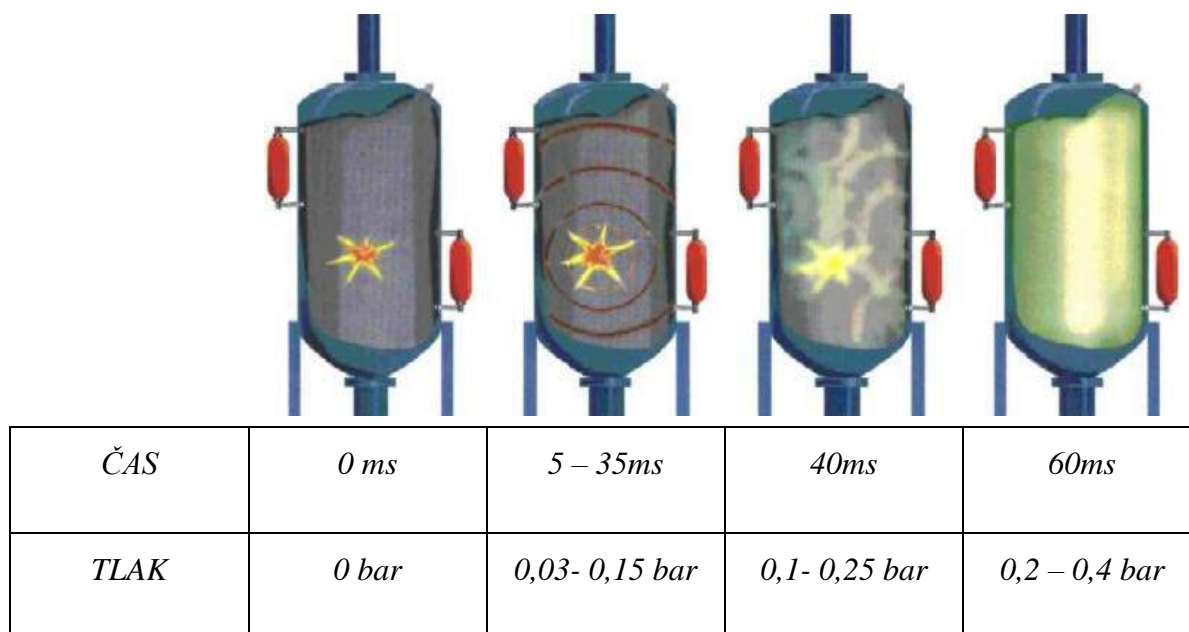 ČAS 0 ms 5 – 35ms 40ms 60ms
TLAK 0 bar 0,03- 0,15 bar 0,1- 0,25 bar 0,2 – 0,4 bar